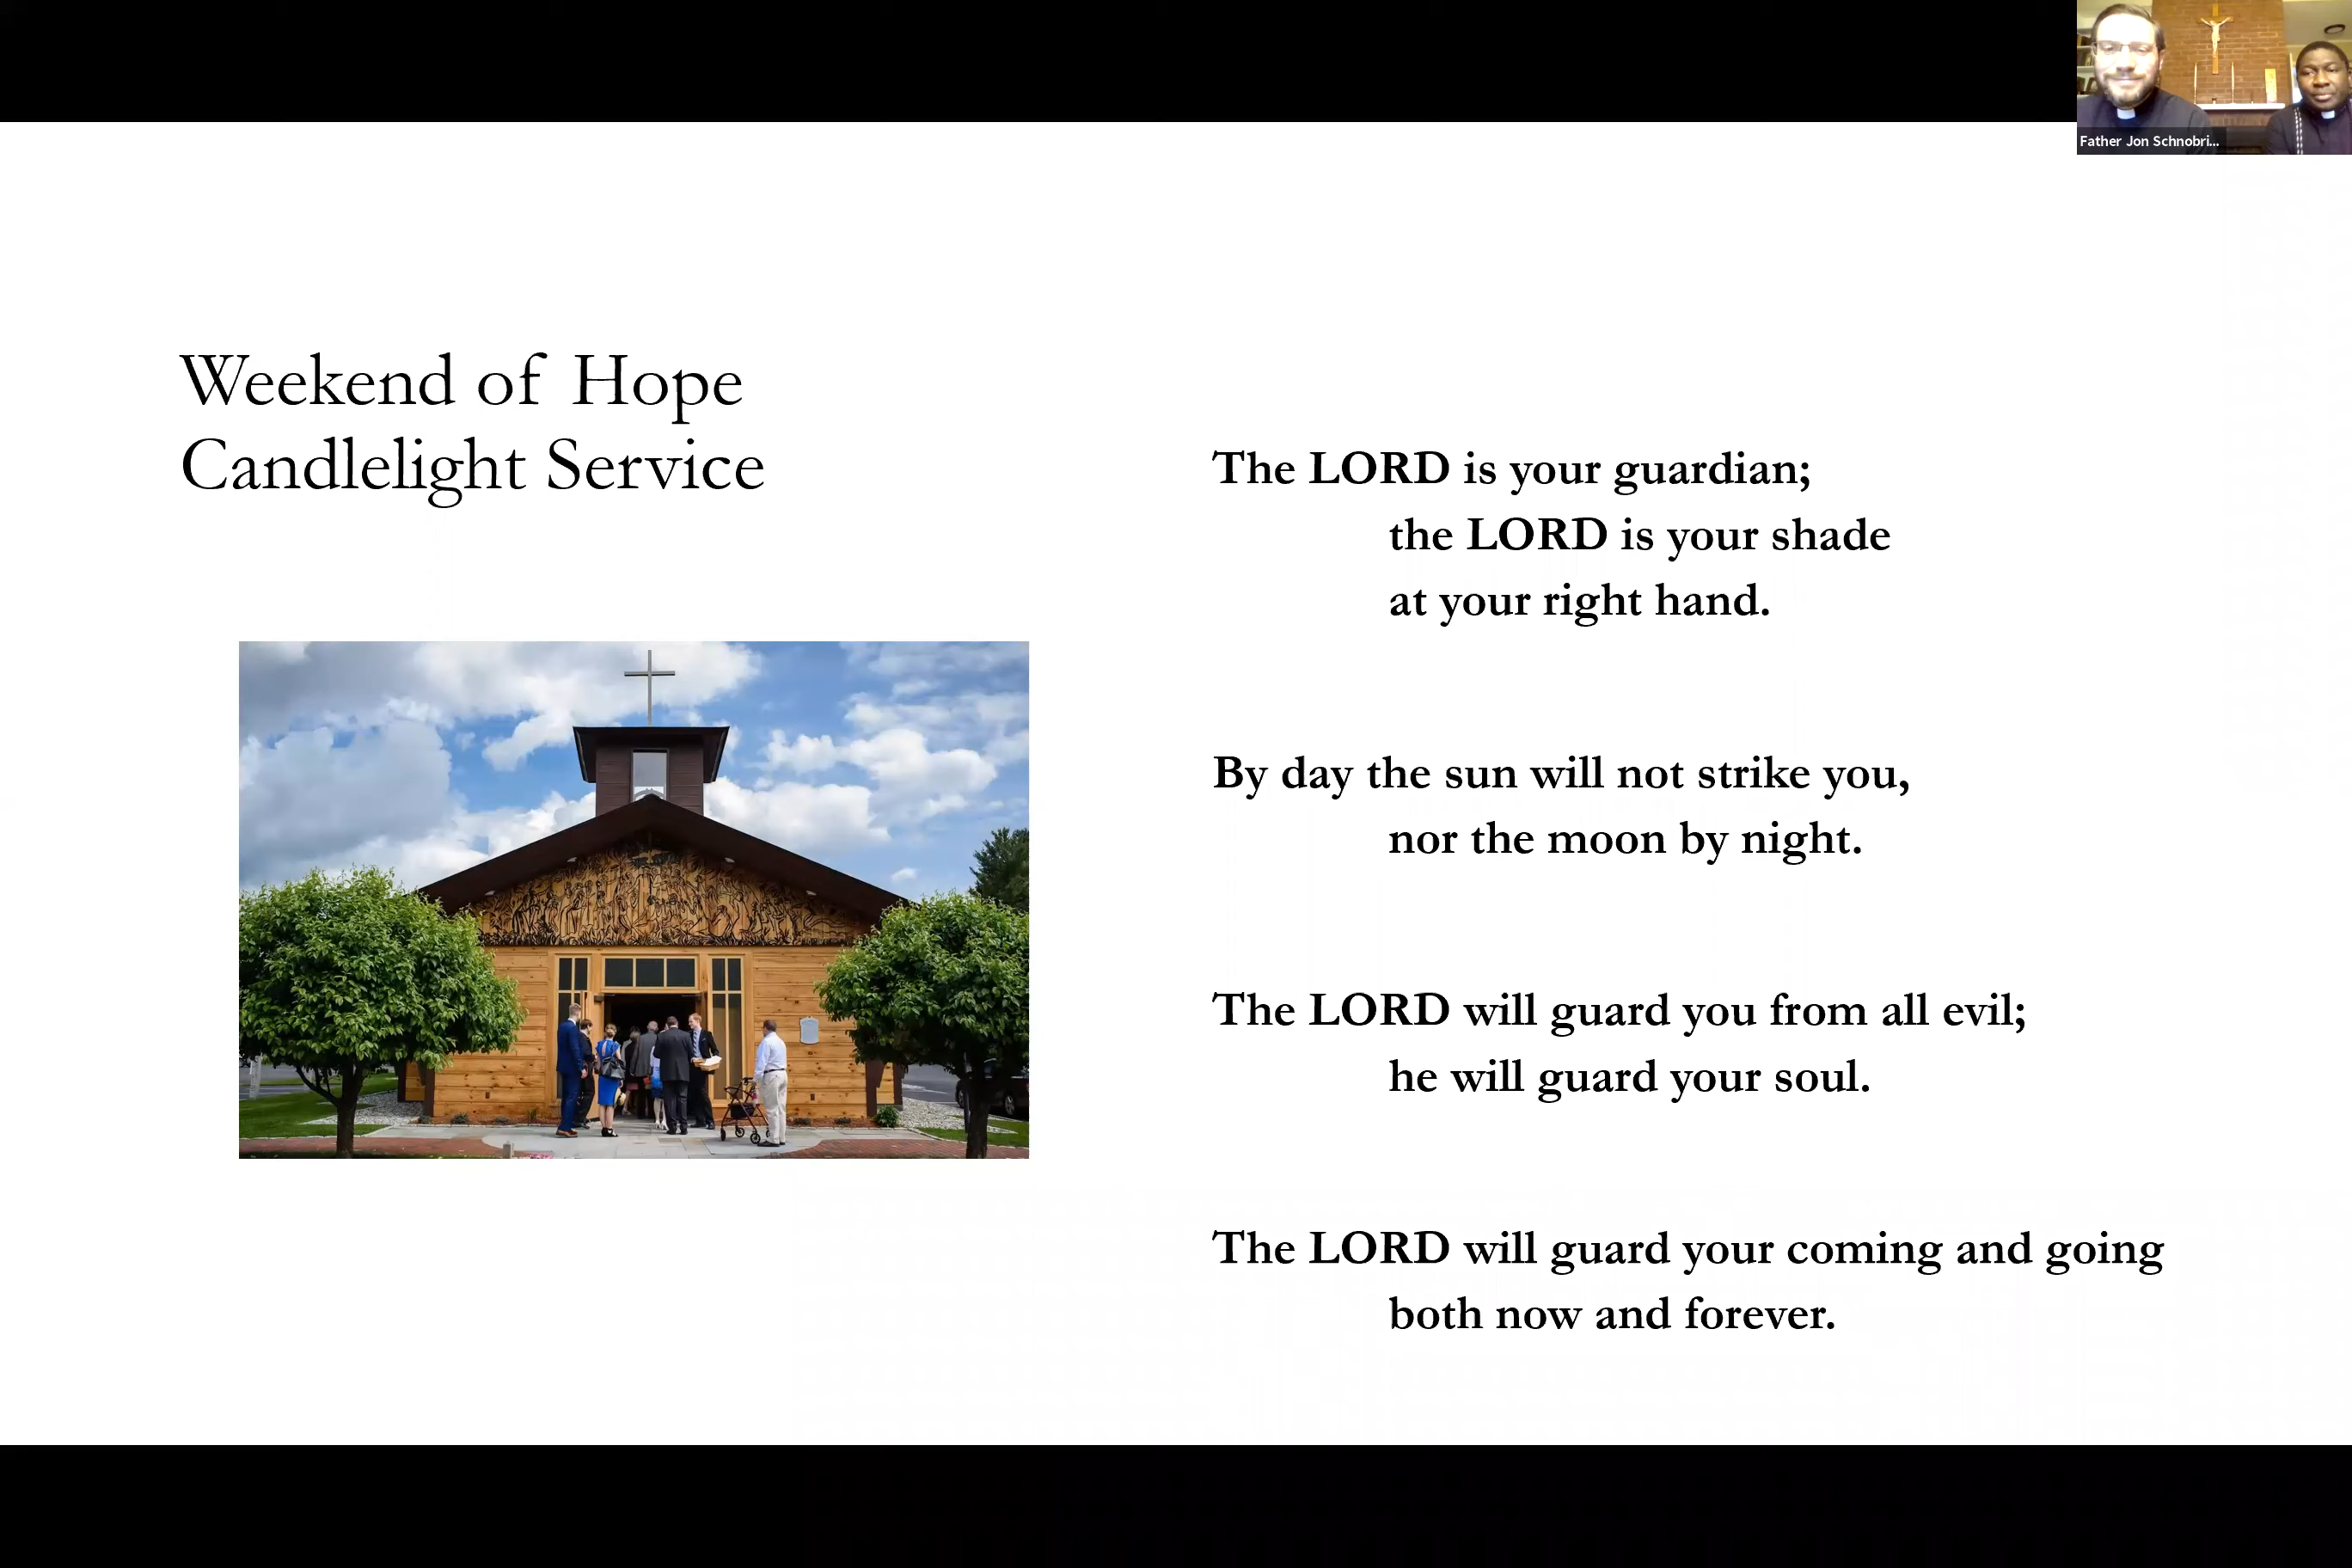 Father Jon Schnobri...
Weekend of Hope
Candlelight Service
The LORD is your guardian;
the LORD is your shade
at your right hand.
By day the sun will not strike you,
nor the moon by night.
The LORD will guard you from all evil;
he will guard your soul.
The LORD will guard your coming and going
both now and forever.